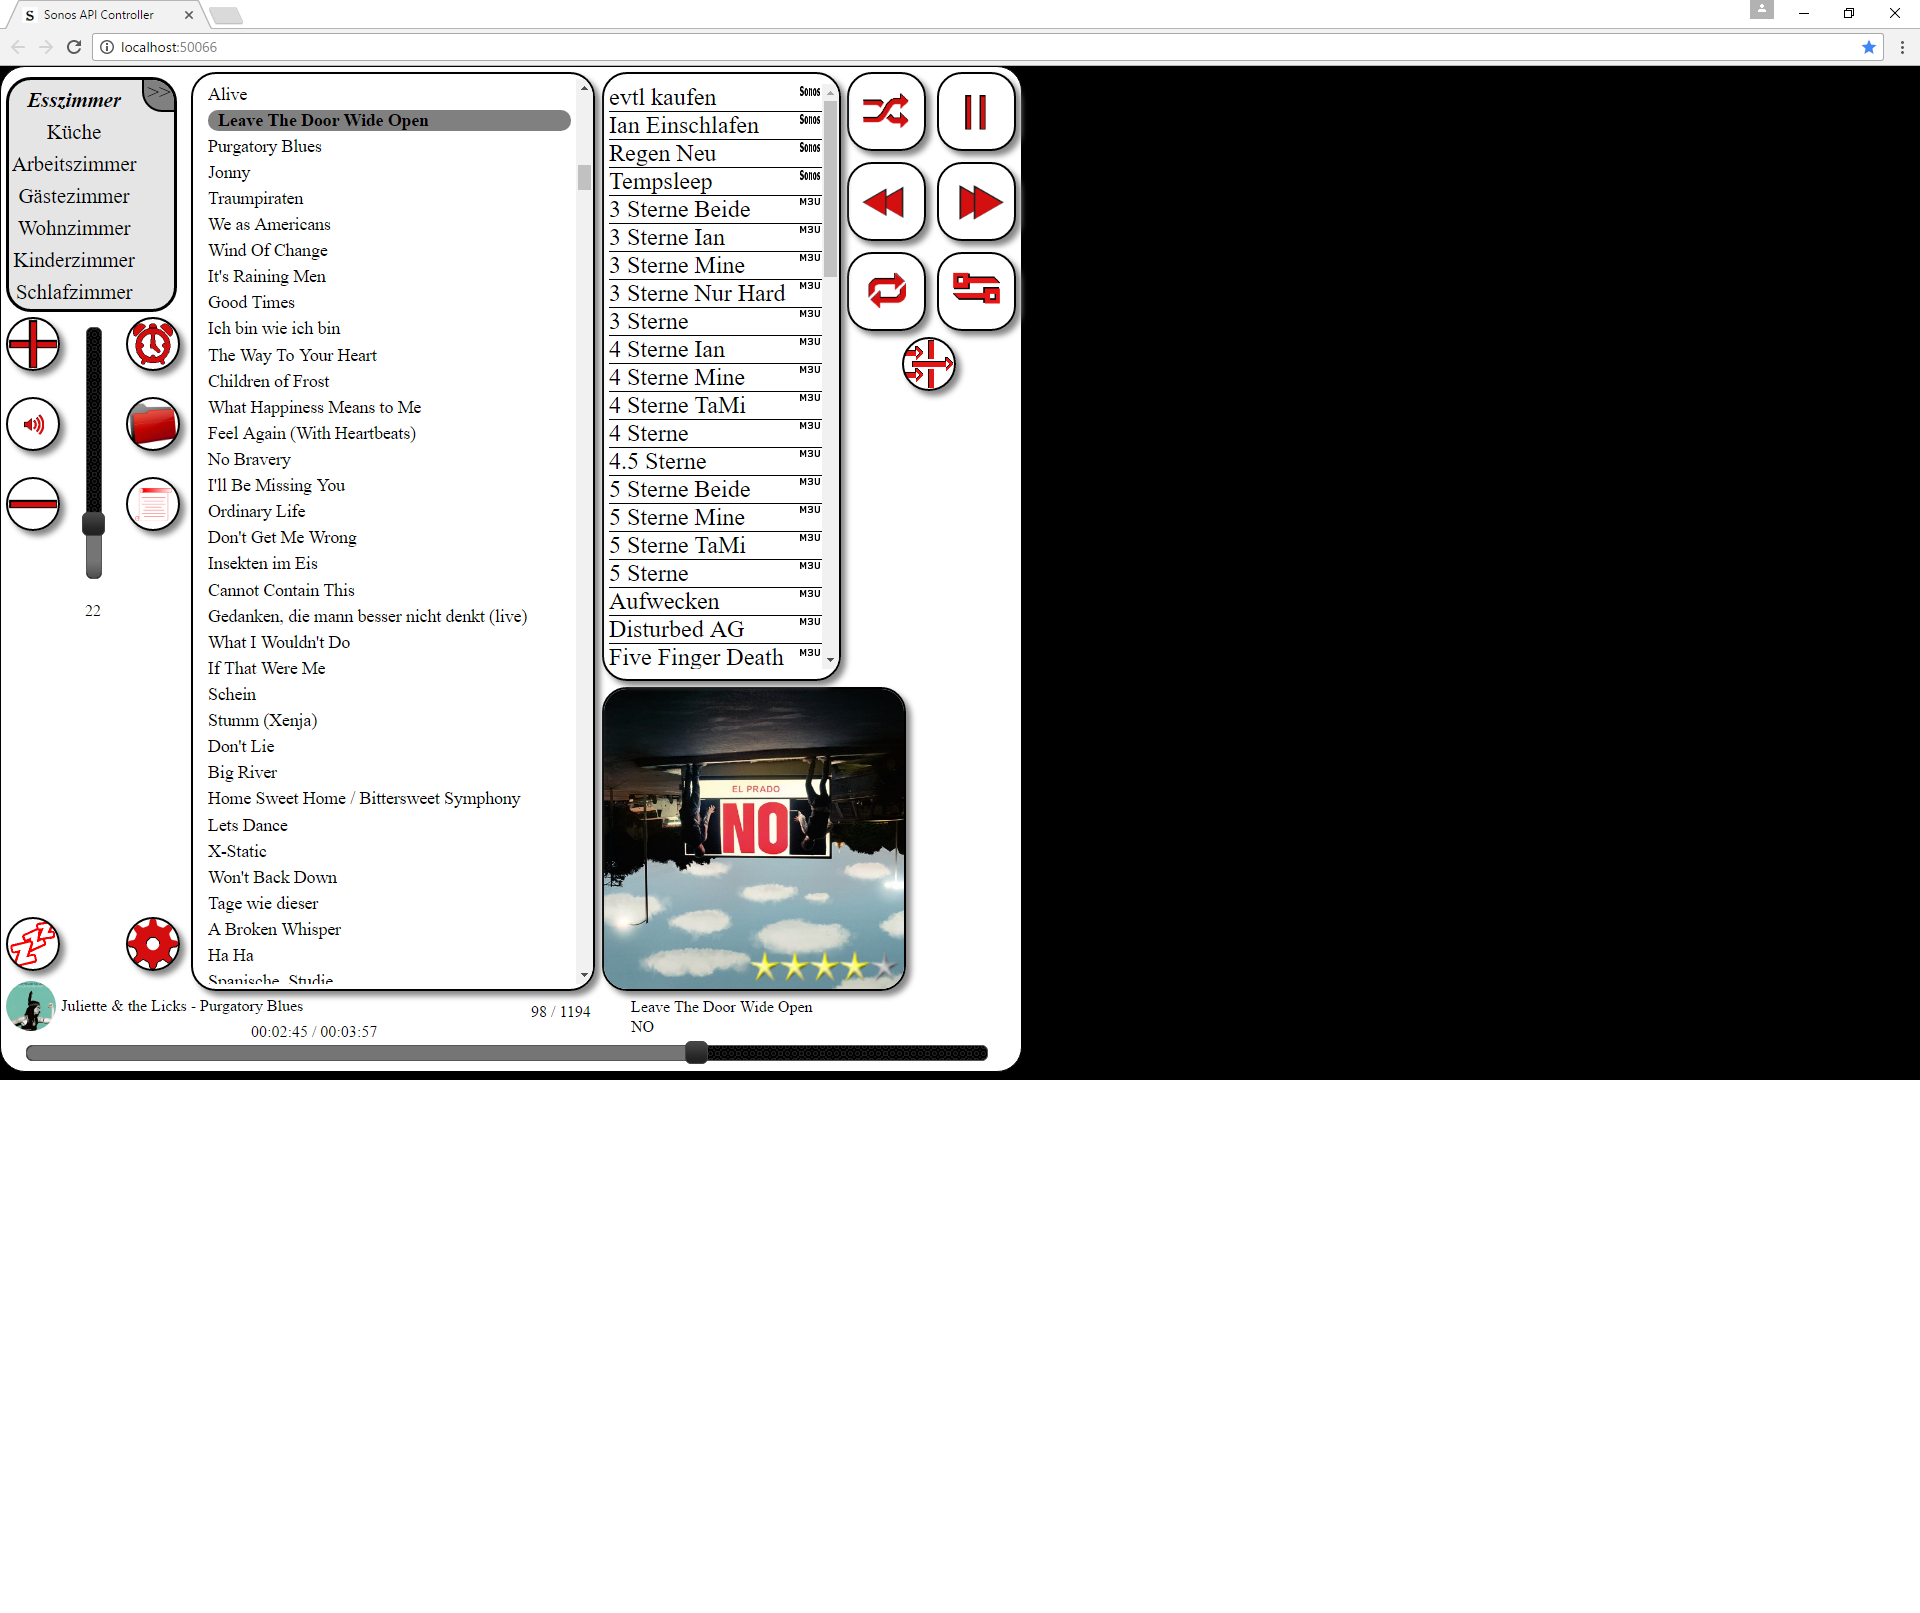 Sonos API Controller
localhost:50066
Esszimmer
>>
Küche
Arbeitszimmer
Gästezimmer
Wohnzimmer
Kinderzimmer
Schlafzimmer
22
Alive
Leave The Door Wide Open
Purgatory Blues
Jonny
Traumpiraten
We as Americans
Wind Of Change
It's Raining Men
Good Times
Ich bin wie ich bin
The Way To Your Heart
Children of Frost
What Happiness Means to Me
Feel Again (With Heartbeats)
No Bravery
I'll Be Missing You
Ordinary Life
Don't Get Me Wrong
Insekten im Eis
Cannot Contain This
Gedanken, die mann besser nicht denkt (live)
What I Wouldn't Do
If That Were Me
Schein
Stumm (Xenja)
Don't Lie
Big River
Home Sweet Home / Bittersweet Symphony
Lets Dance
X-Static
Won't Back Down
Tage wie dieser
A Broken Whisper
Ha Ha
Spanische Studie
evtl kaufen Sonos
Ian Einschlafen Sonos
Regen Neu Sonos
Tempsleep Sonos
3 Sterne Beide M3U
3 Sterne Ian M3U
3 Sterne Mine M3U
3 Sterne Nur Hard M3U
3 Sterne M3U
4 Sterne Ian M3U
4 Sterne Mine M3U
4 Sterne TaMi M3U
4 Sterne M3U
4.5 Sterne M3U
5 Sterne Beide M3U
5 Sterne Mine M3U
5 Sterne TaMi M3U
5 Sterne M3U
Aufwecken M3U
Disturbed AG M3U
Five Finger Death M3U
EL PRADO
NO
Juliette & the Licks - Purgatory Blues
00:02:45 / 00:03:57
98 / 1194
Leave The Door Wide Open
NO